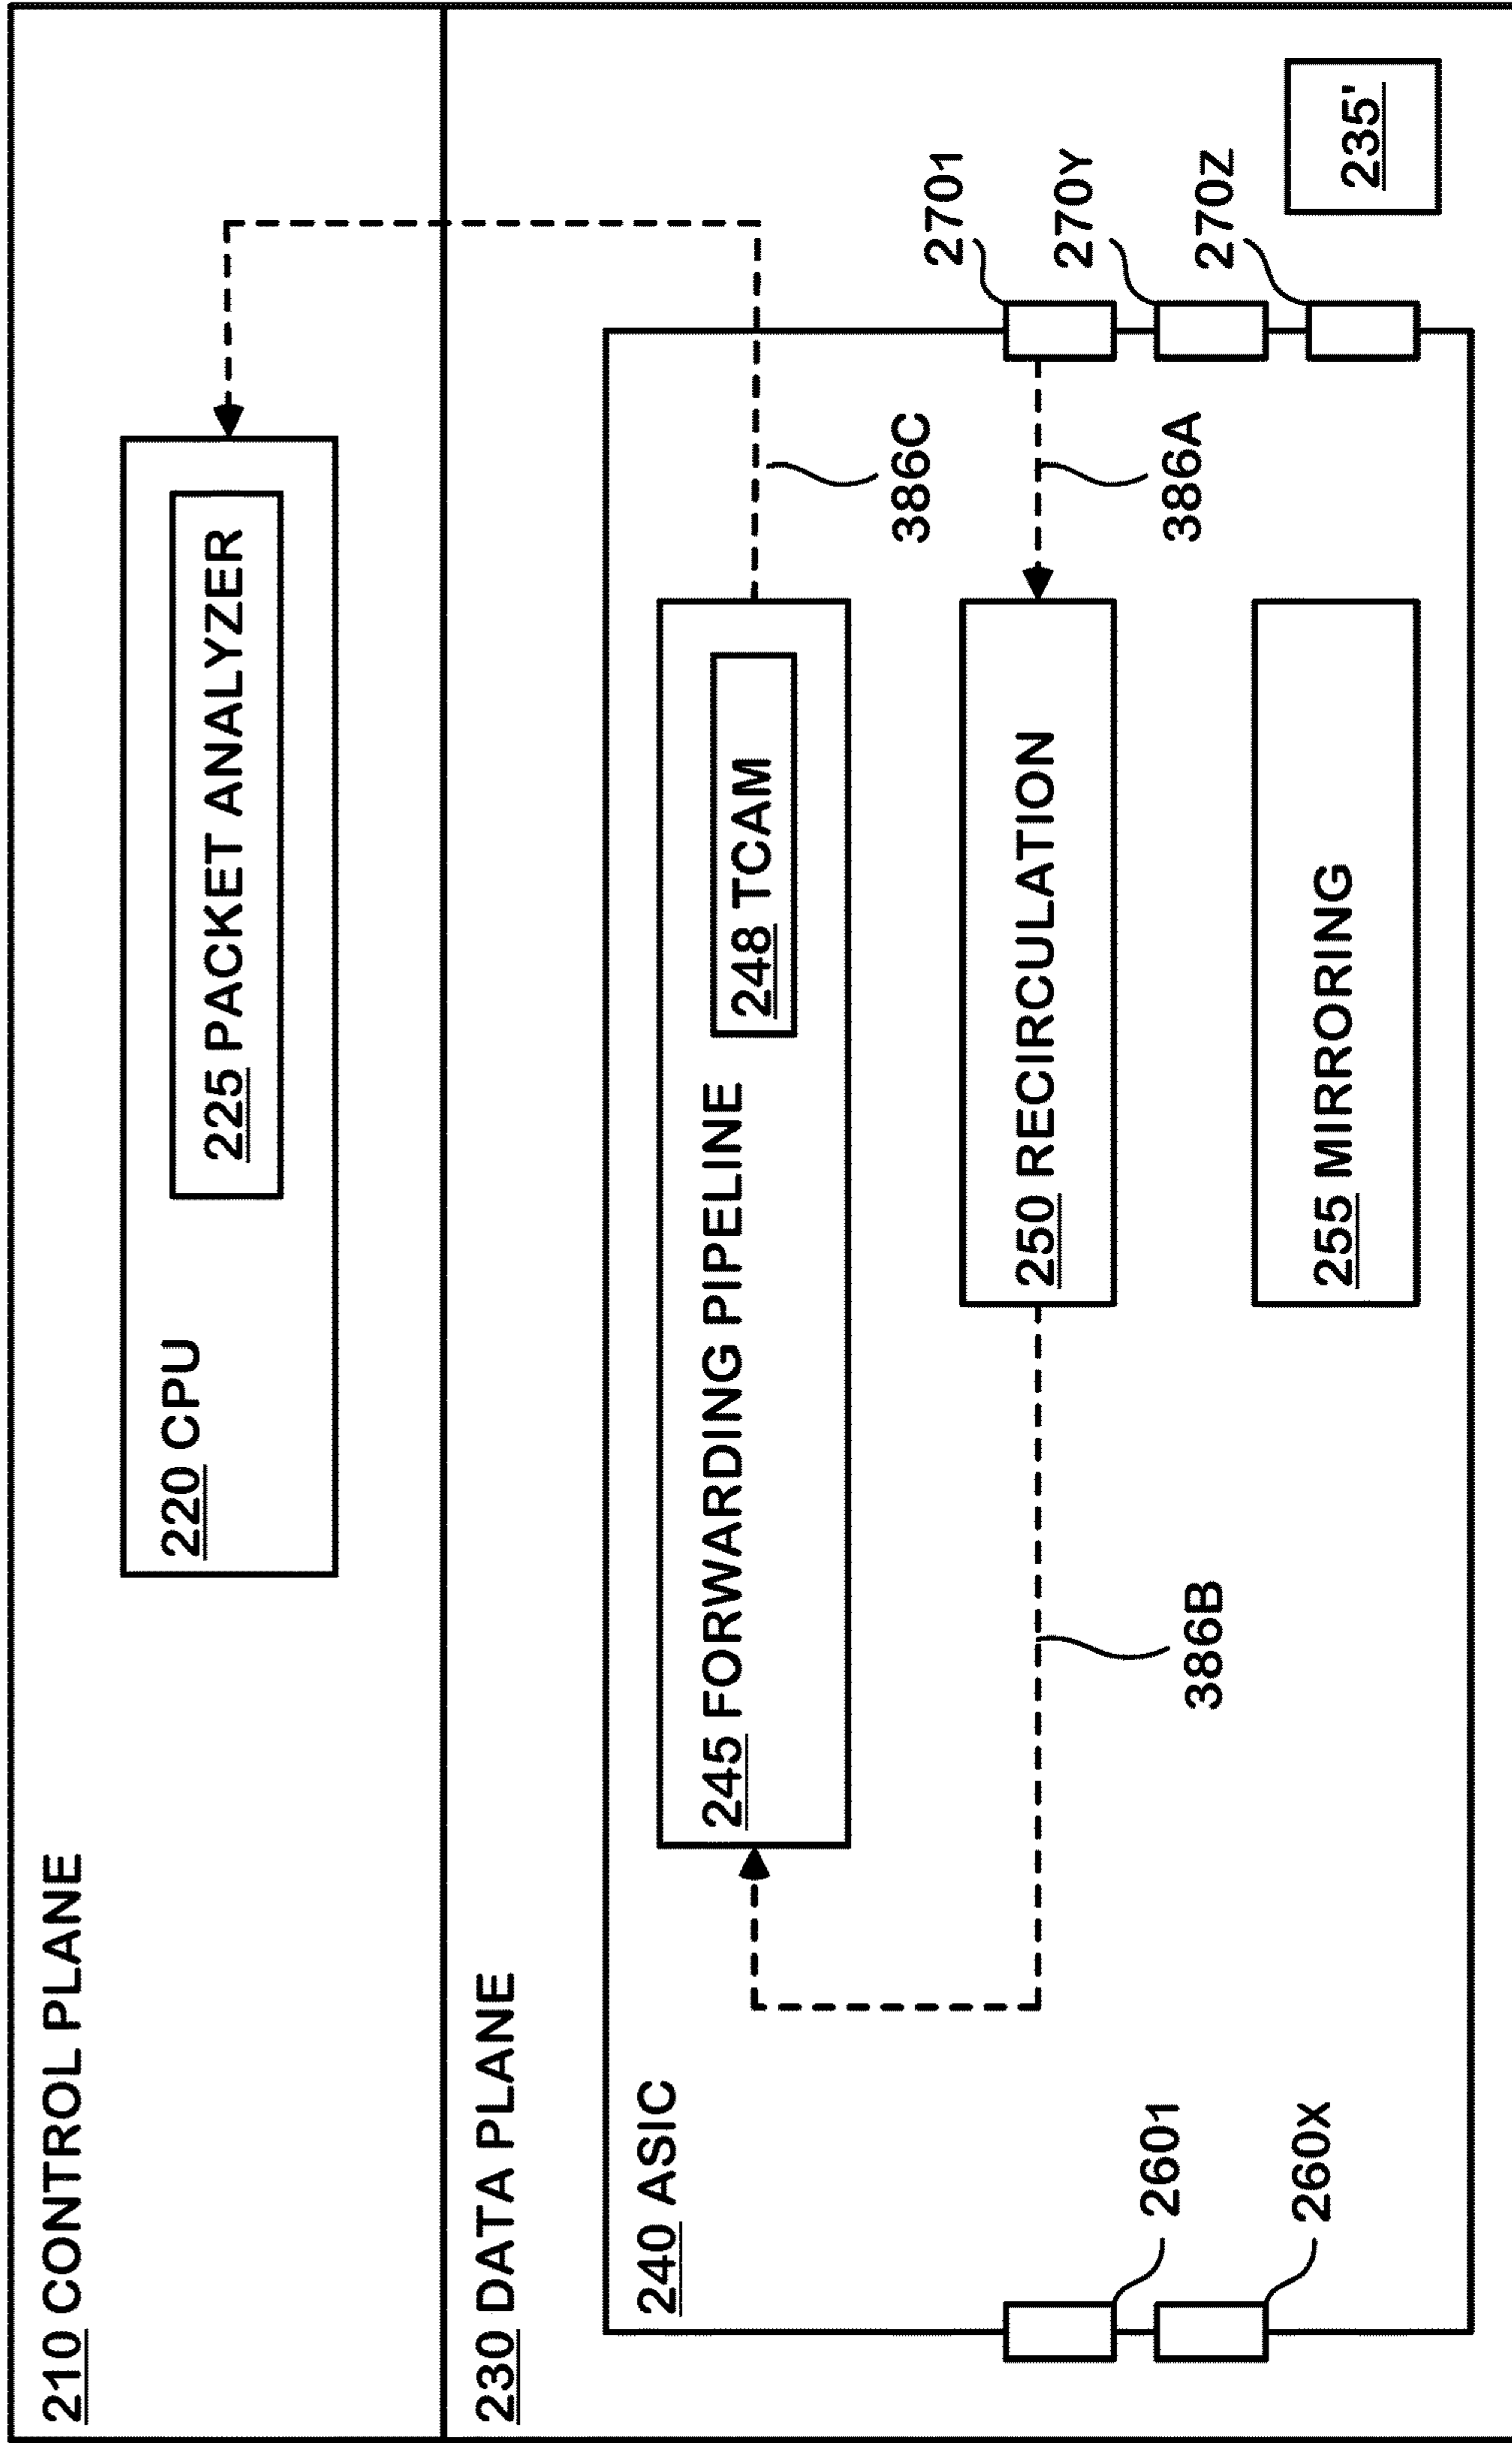 210 CONTROL PLANE
220 CPU
225 PACKET ANALYZER
230 DATA PLANE
240 ASIC
245 FORWARDING PIPELINE
248 TCAM
386C
250 RECIRCULATION
386A
386B
255 MIRRORING
2601
260X
2701
270Y
270Z
235'